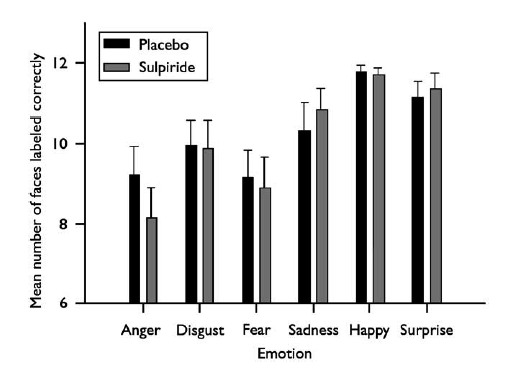 Placebo
Sulpiride
Mean number of faces labeled correctly
12
10
8
6
Anger Disgust Fear Sadness Happy Surprise
Emotion